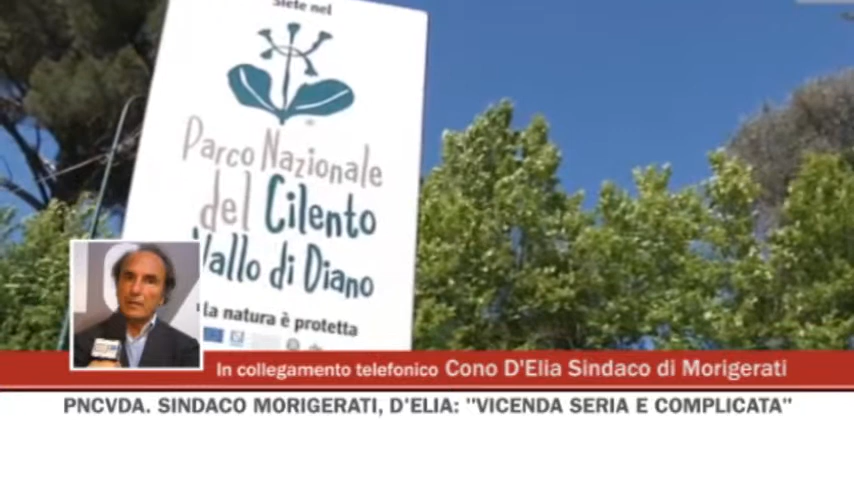 Siete nel
Parco Nazionale
del Cilento
Vallo di Diano
la natura è protetta
In collegamento telefonico Cono D'Elia Sindaco di Morigerati
PNCVDA. SINDACO MORIGERATI, D'ELIA: "VICENDA SERIA E COMPLICATA"